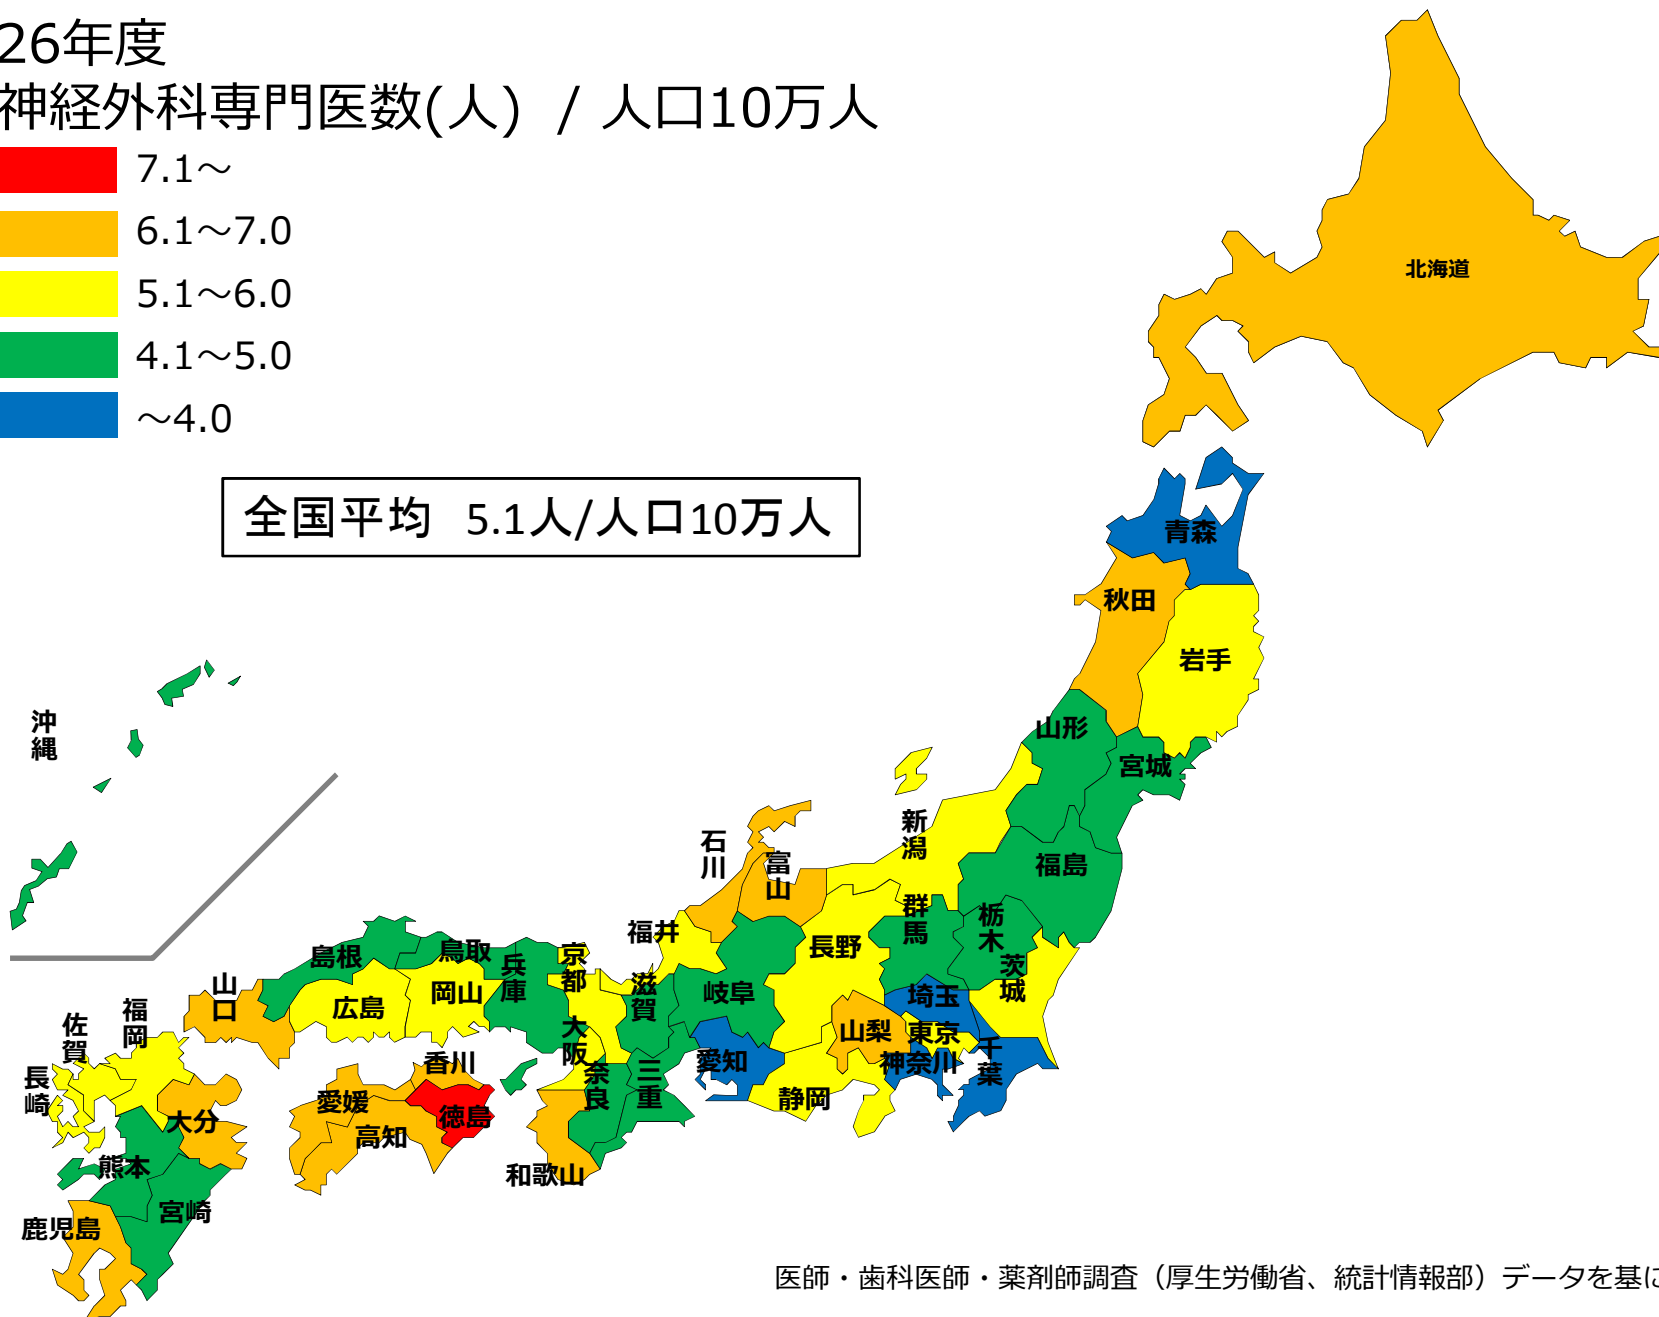 26年度
神経外科専門医数(人) / 人口10万人
7.1～
6.1～7.0
5.1～6.0
4.1～5.0
～4.0
全国平均 5.1人/人口10万人
北海道
青森
秋田
岩手
山形
宮城
福島
新潟
石川
富山
福井
長野
群馬
栃木
茨城
埼玉
東京
千葉
神奈川
山梨
静岡
愛知
岐阜
滋賀
三重
京都
大阪
奈良
和歌山
兵庫
鳥取
岡山
島根
広島
山口
香川
徳島
愛媛
高知
福岡
佐賀
長崎
大分
熊本
宮崎
鹿児島
沖縄
医師・歯科医師・薬剤師調査（厚生労働省、統計情報部）データを基に